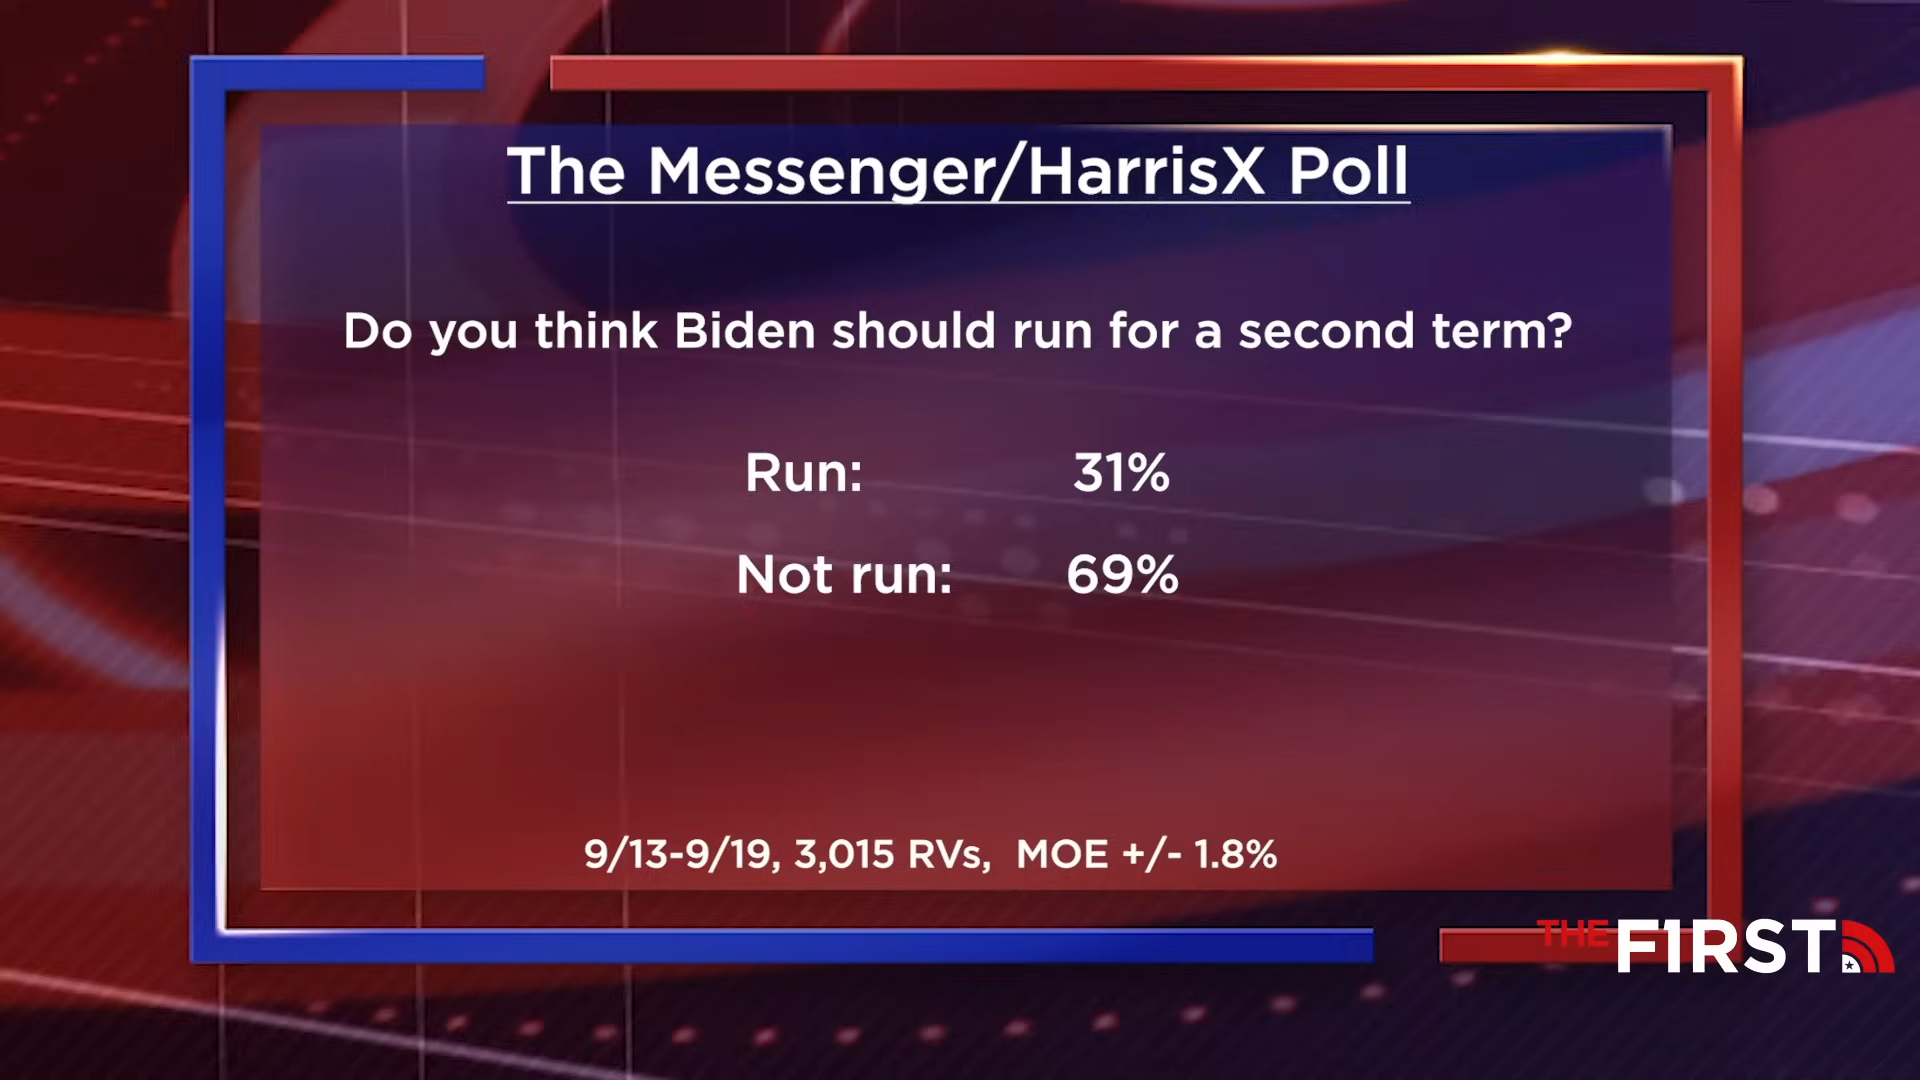 The Messenger/HarrisX Poll
Do you think Biden should run for a second term?
Run: 31%
Not run: 69%
9/13-9/19, 3,015 RVs, MOE +/- 1.8%
THE FIRST